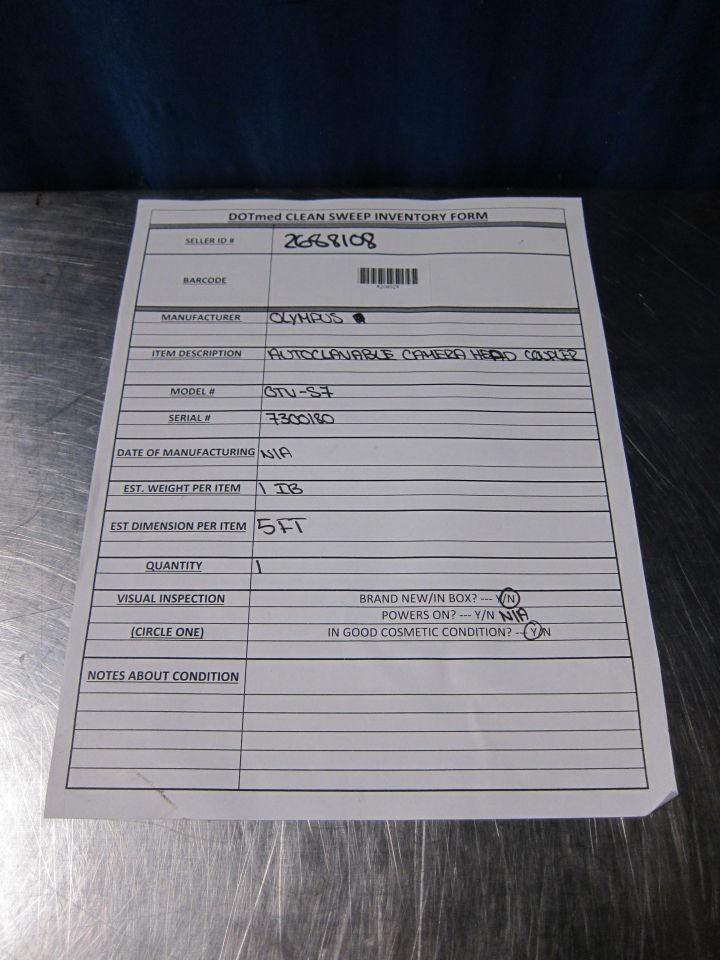 DOTmed CLEAN SWEEP INVENTORY FORM
SELLER ID # 2688108
BARCODE
MANUFACTURER OLYMPUS
ITEM DESCRIPTION AUTOCLAVABLE CAMERA HEAD COUPLER
MODEL # OTV-S7
SERIAL # 7300180
DATE OF MANUFACTURING N/A
EST. WEIGHT PER ITEM 1 IB
EST DIMENSION PER ITEM 5FT
QUANTITY 1
VISUAL INSPECTION BRAND NEW/IN BOX? --- Y/N
POWERS ON? --- Y/N N/A
(CIRCLE ONE) IN GOOD COSMETIC CONDITION? --- Y/N
NOTES ABOUT CONDITION